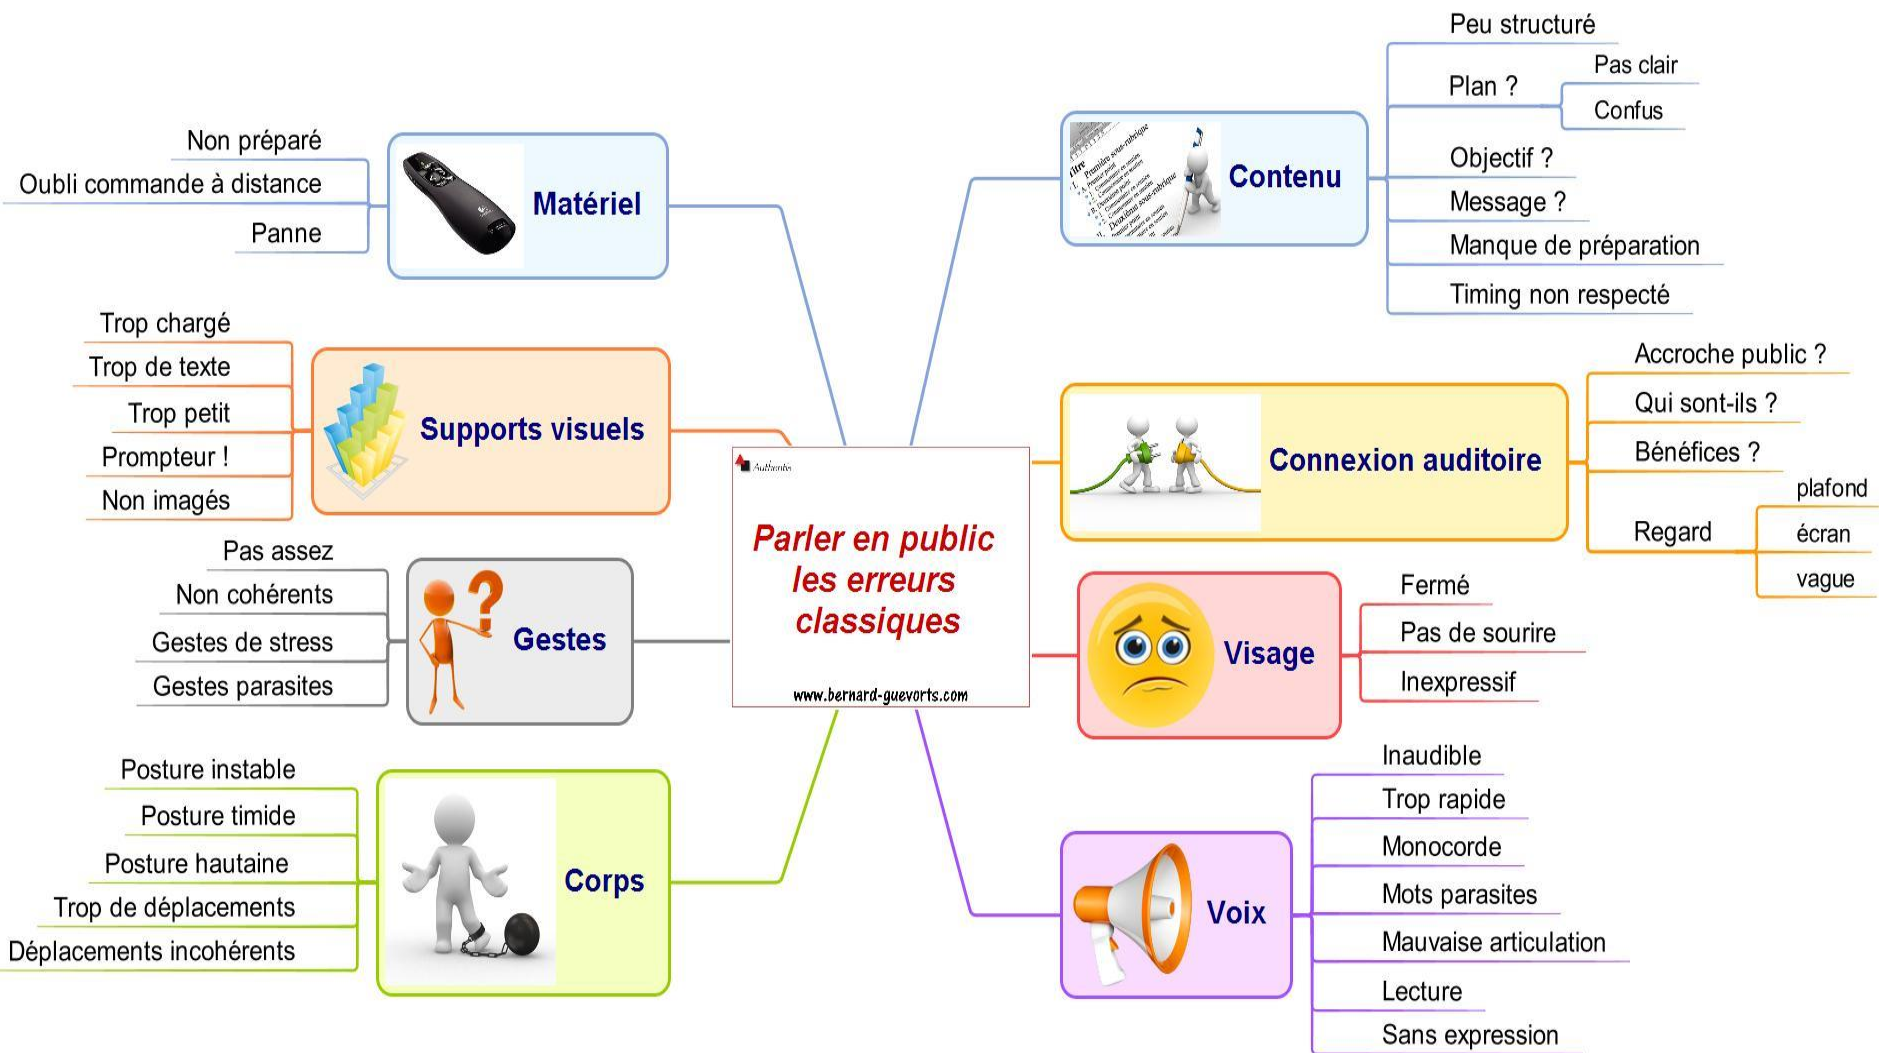 Parler en public
les erreurs
classiques
www.bernard-guevorts.com
Authentis
Contenu
Peu structuré
Plan ?
Pas clair
Confus
Objectif ?
Message ?
Manque de préparation
Timing non respecté
Connexion auditoire
Accroche public ?
Qui sont-ils ?
Bénéfices ?
Regard
plafond
écran
vague
Visage
Fermé
Pas de sourire
Inexpressif
Voix
Inaudible
Trop rapide
Monocorde
Mots parasites
Mauvaise articulation
Lecture
Sans expression
Matériel
Non préparé
Oubli commande à distance
Panne
Supports visuels
Trop chargé
Trop de texte
Trop petit
Prompteur !
Non imagés
Gestes
Pas assez
Non cohérents
Gestes de stress
Gestes parasites
Corps
Posture instable
Posture timide
Posture hautaine
Trop de déplacements
Déplacements incohérents